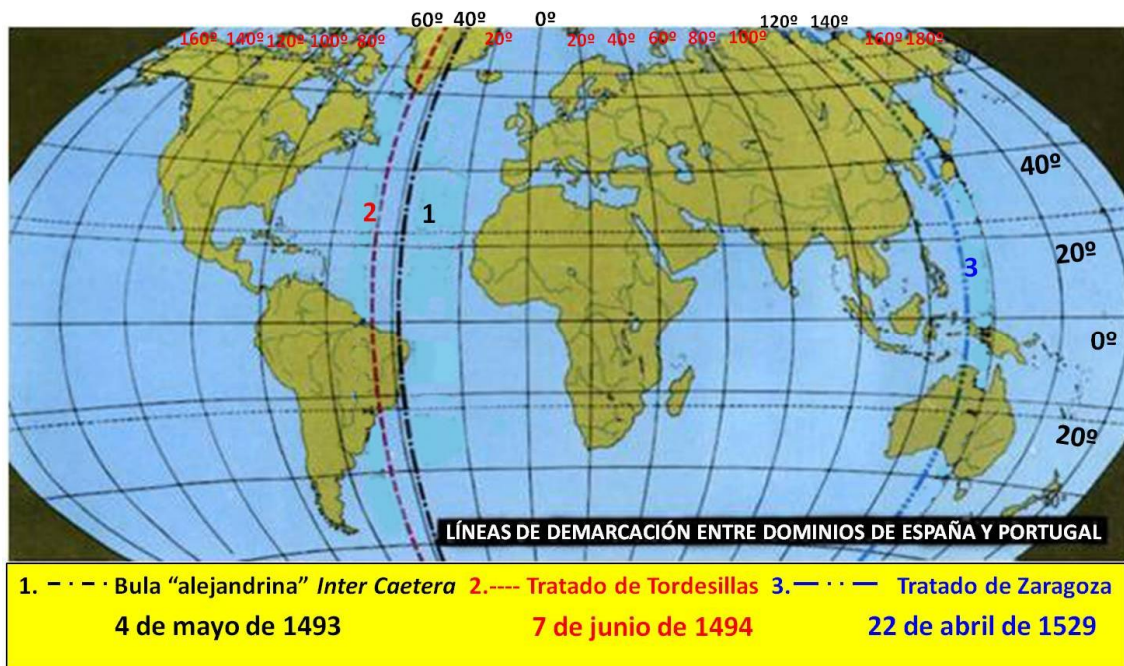 60º 40º 0º 120º 140º
160º 140º 120º 100º 80º 20º 20º 40º 60º 80º 100º 160º 180º
40º
2 1
20º
3
0º
20º
LÍNEAS DE DEMARCACIÓN ENTRE DOMINIOS DE ESPAÑA Y PORTUGAL
1. Bula “alejandrina” Inter Caetera 2.---- Tratado de Tordesillas 3. Tratado de Zaragoza
4 de mayo de 1493 7 de junio de 1494 22 de abril de 1529